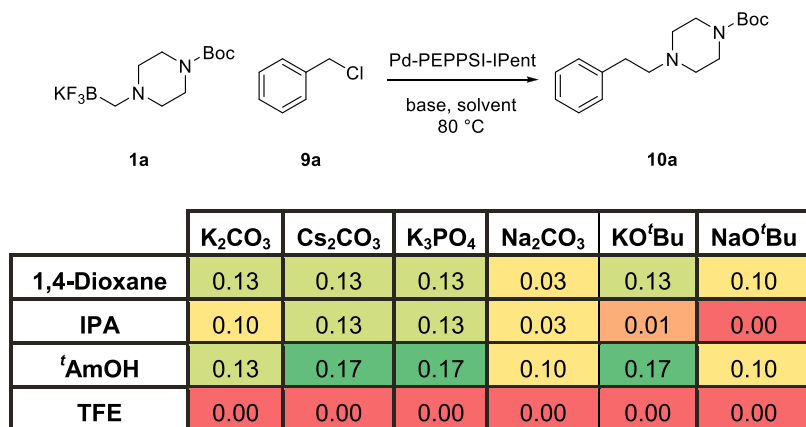 Boc
Boc
KF₃B
N
N
Cl
Pd-PEPPSI-IPent
base, solvent
80 °C
N
N
1a
9a
10a
K₂CO₃ Cs₂CO₃ K₃PO₄ Na₂CO₃ KOᵗBu NaOᵗBu
1,4-Dioxane 0.13 0.13 0.13 0.03 0.13 0.10
IPA 0.10 0.13 0.13 0.03 0.01 0.00
ᵗAmOH 0.13 0.17 0.17 0.10 0.17 0.10
TFE 0.00 0.00 0.00 0.00 0.00 0.00